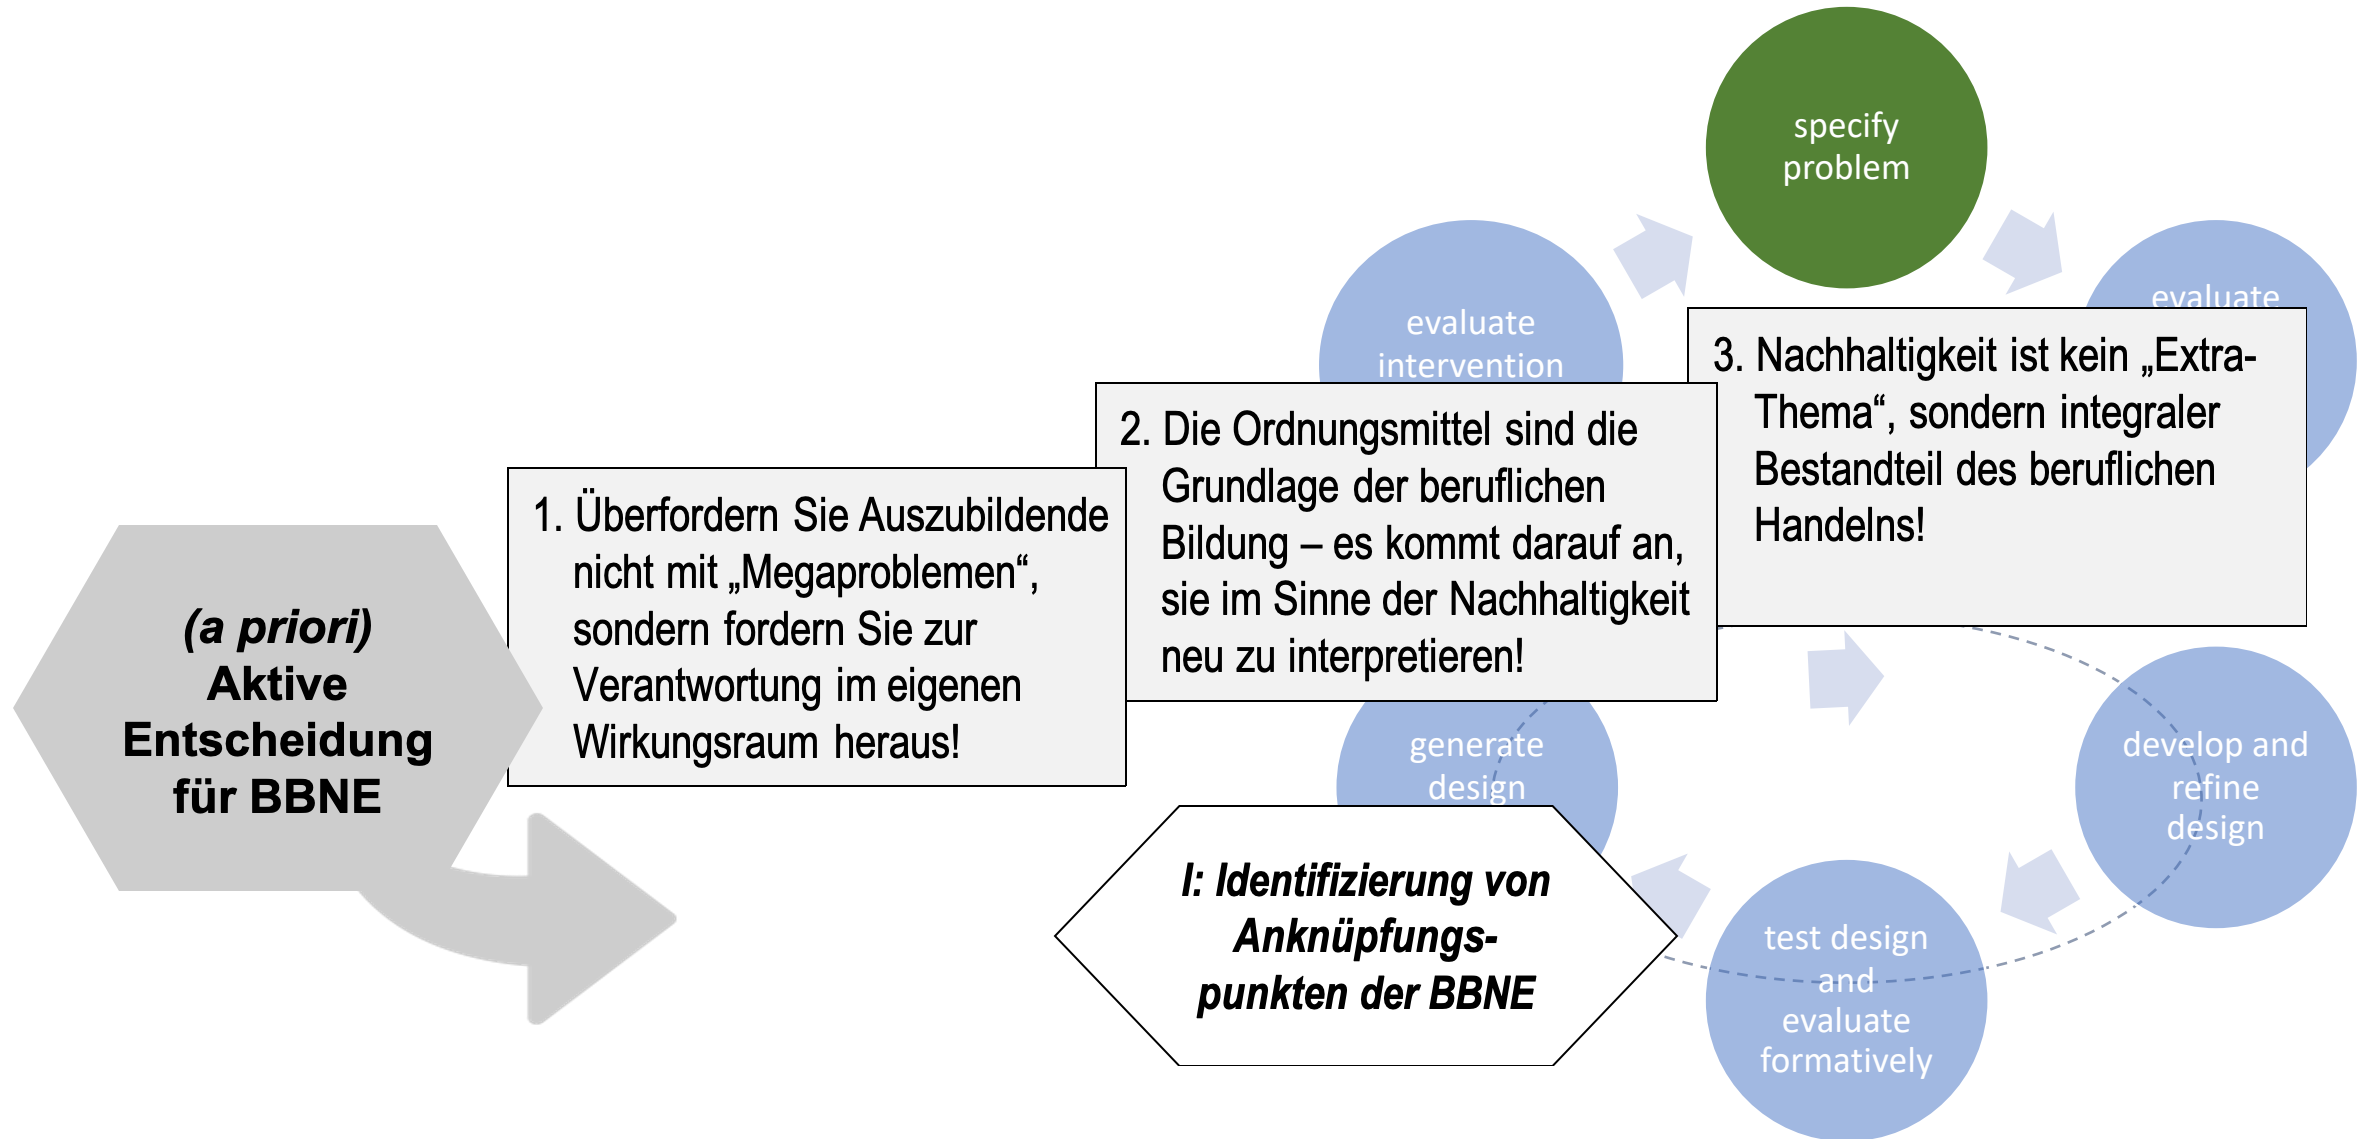 specify
problem
evaluate
evaluate
intervention
3. Nachhaltigkeit ist kein „Extra-
Thema“, sondern integraler
Bestandteil des beruflichen
Handelns!
2. Die Ordnungsmittel sind die
Grundlage der beruflichen
Bildung – es kommt darauf an,
sie im Sinne der Nachhaltigkeit
neu zu interpretieren!
1. Überfordern Sie Auszubildende
nicht mit „Megaproblemen“,
sondern fordern Sie zur
Verantwortung im eigenen
Wirkungsraum heraus!
(a priori)
Aktive
Entscheidung
für BBNE
generate
design
develop and
refine
design
I: Identifizierung von
Anknüpfungs-
punkten der BBNE
test design
and
evaluate
formatively